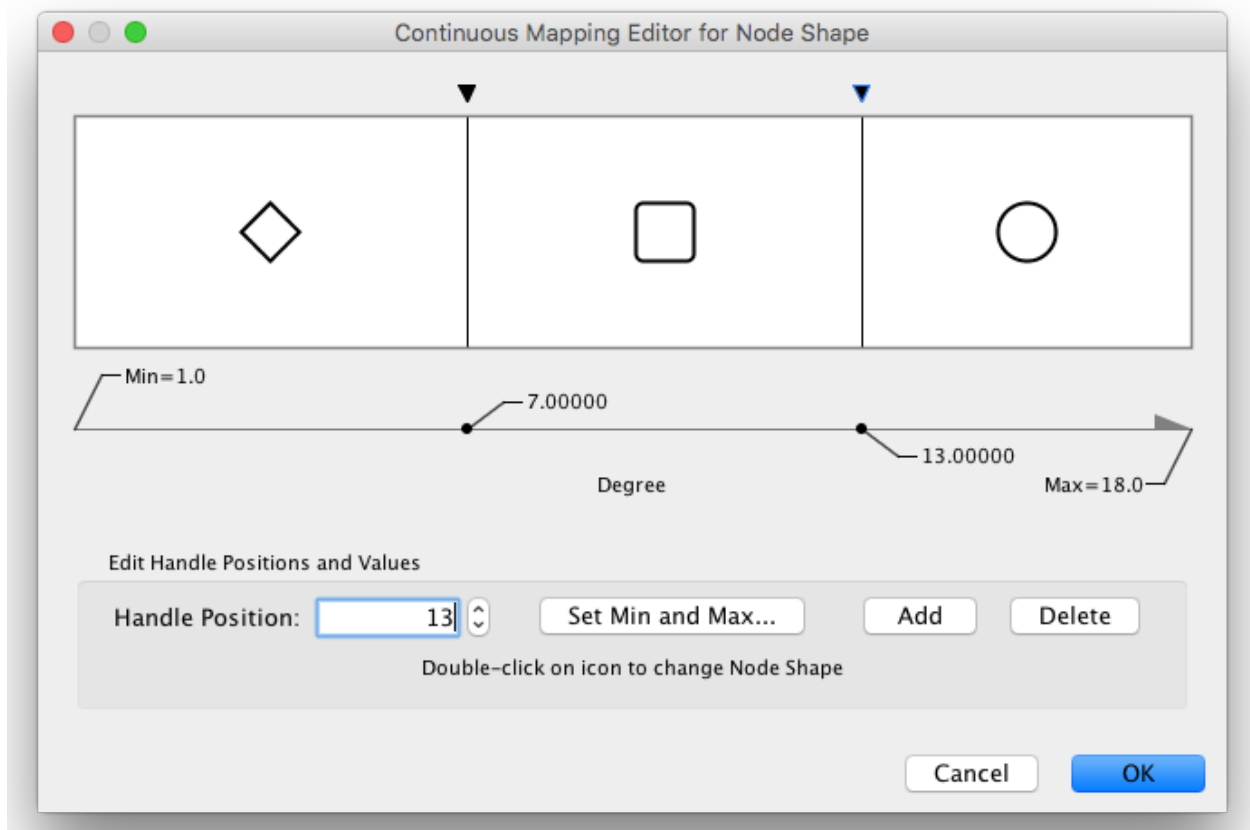 Continuous Mapping Editor for Node Shape
Min=1.0
7.00000
13.00000
Degree
Max=18.0
Edit Handle Positions and Values
Handle Position: 13 Set Min and Max... Add Delete
Double-click on icon to change Node Shape
Cancel OK